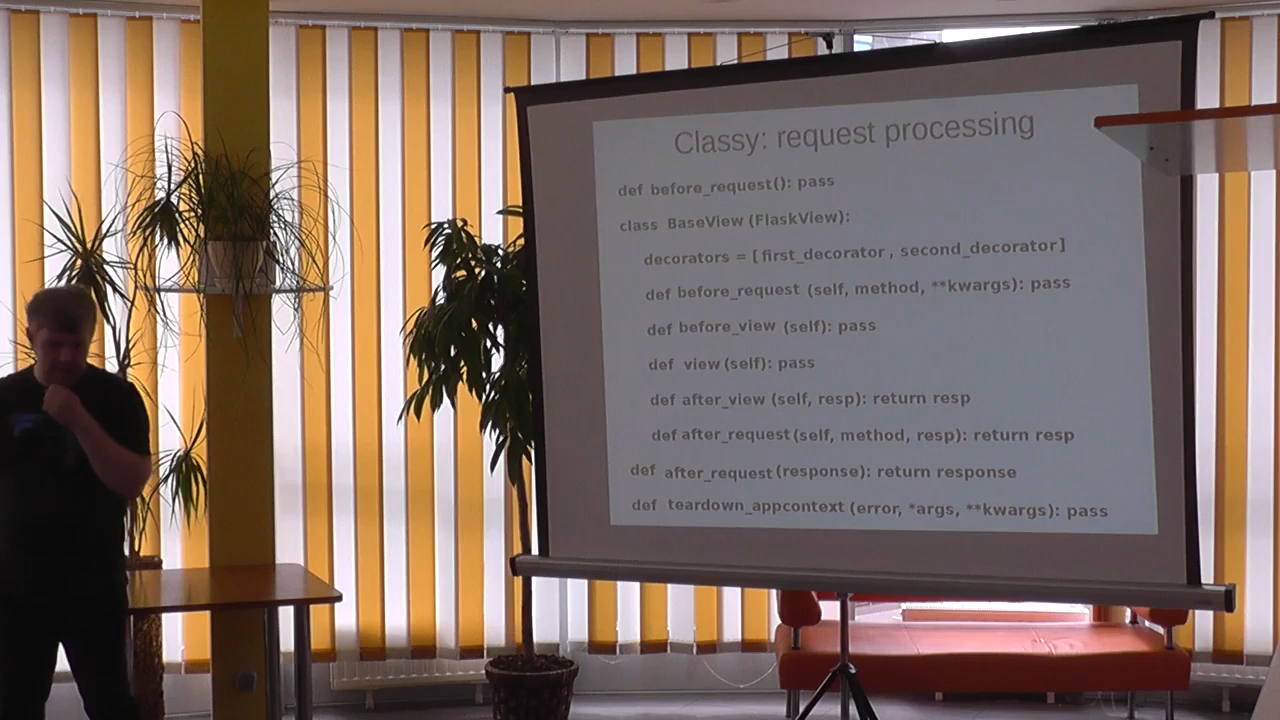 Classy: request processing
def before_request(): pass
class BaseView (FlaskView):
decorators = [ first_decorator , second_decorator]
def before_request (self, method, **kwargs): pass
def before_view (self): pass
def view (self): pass
def after_view (self, resp): return resp
def after_request (self, method, resp): return resp
def after_request (response): return response
def teardown_appcontext (error, *args, **kwargs): pass